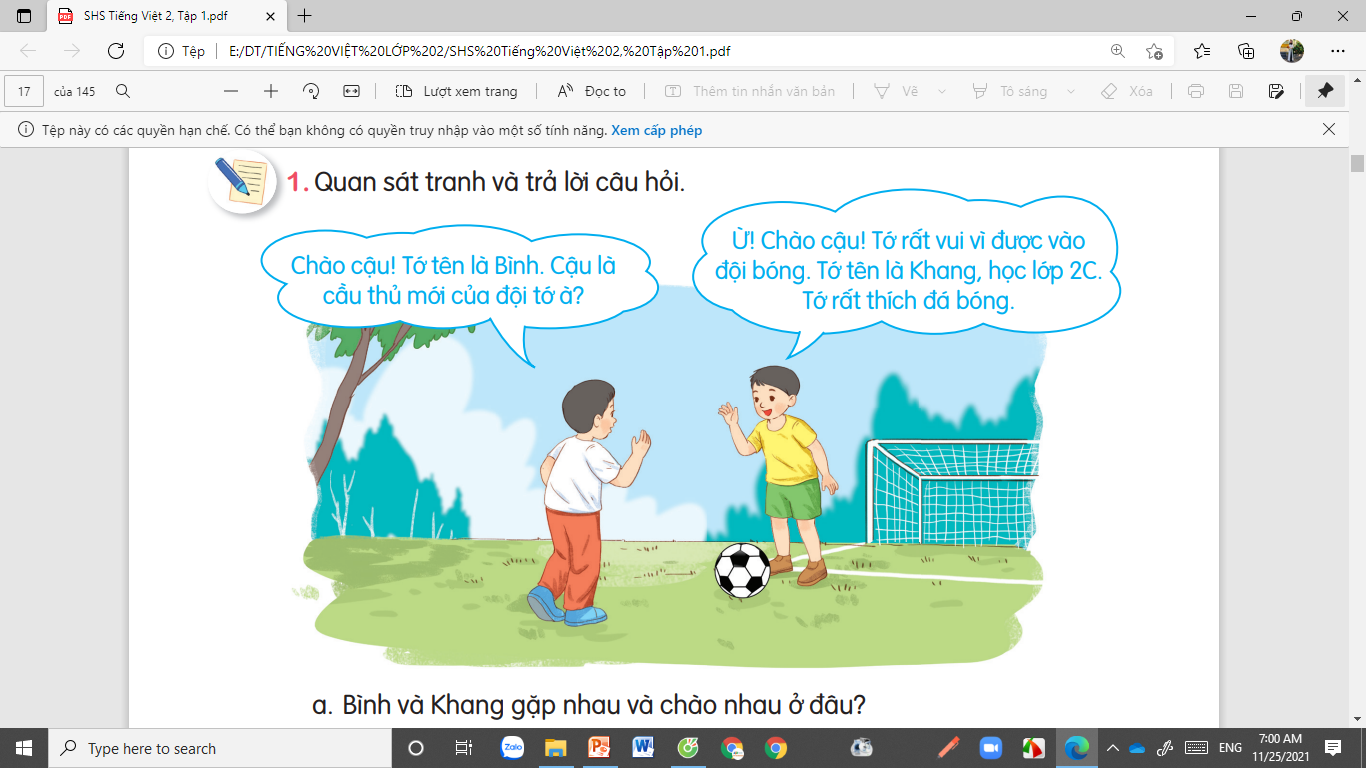 SHS Tiếng Việt 2, Tập 1.pdf
Tệp
E:/DT/TIẾNG%20VIỆT%20LỚP%202/SHS%20Tiếng%20Việt%202,%20Tập%201.pdf
17 của 145
Lượt xem trang
Đọc to
Thêm tin nhắn văn bản
Vẽ
Tô sáng
Xóa
Tệp này có các quyền hạn chế. Có thể bạn không có quyền truy nhập vào một số tính năng. Xem cấp phép
1. Quan sát tranh và trả lời câu hỏi.
Chào cậu! Tớ tên là Bình. Cậu là
cầu thủ mới của đội tớ à?
Ừ! Chào cậu! Tớ rất vui vì được vào
đội bóng. Tớ tên là Khang, học lớp 2C.
Tớ rất thích đá bóng.
a. Bình và Khang gặp nhau và chào nhau ở đâu?
Type here to search
Zalo
ENG
7:00 AM
11/25/2021